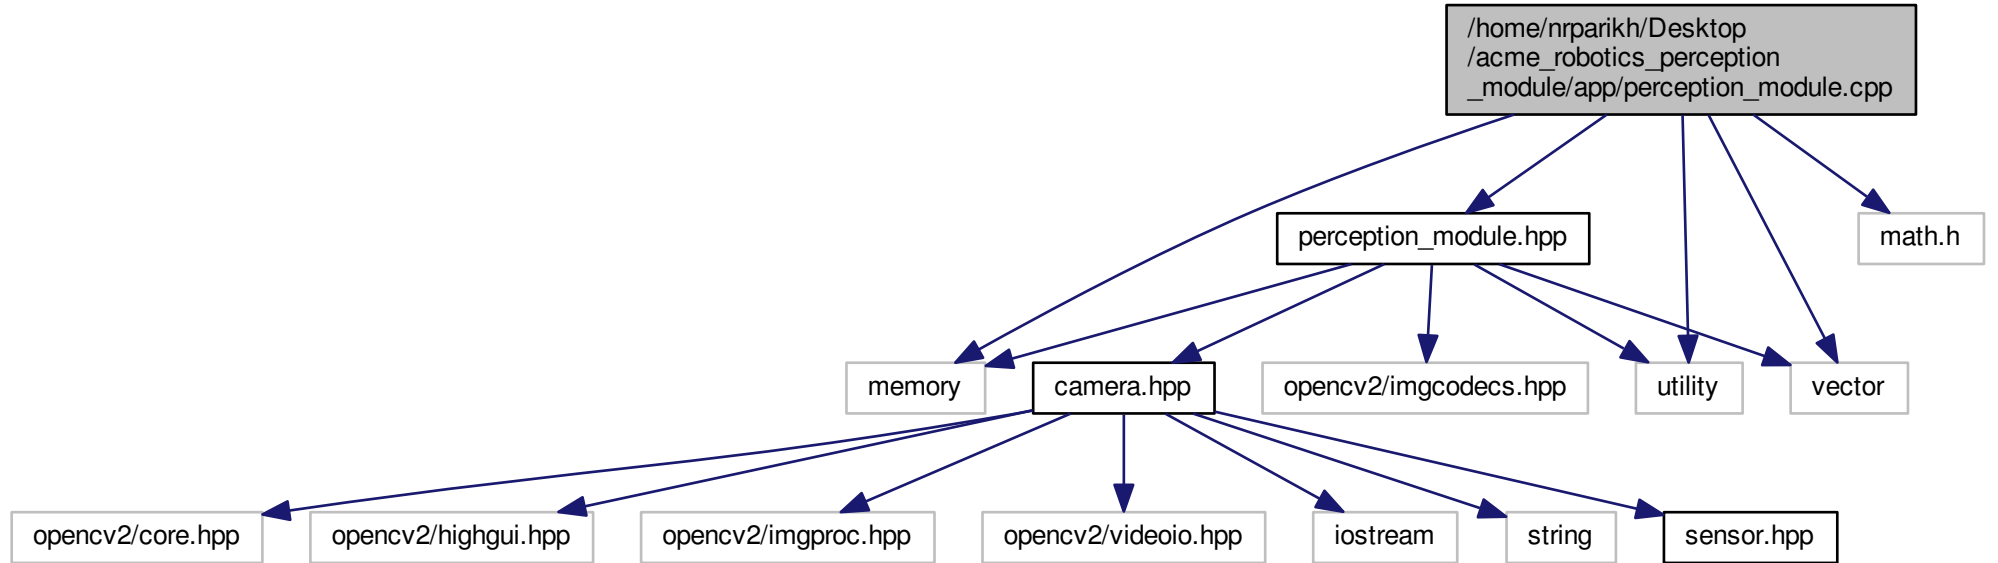 /home/nrparikh/Desktop
/acme_robotics_perception
_module/app/perception_module.cpp
perception_module.hpp
math.h
memory
camera.hpp
opencv2/imgcodecs.hpp
utility
vector
opencv2/core.hpp
opencv2/highgui.hpp
opencv2/imgproc.hpp
opencv2/videoio.hpp
iostream
string
sensor.hpp